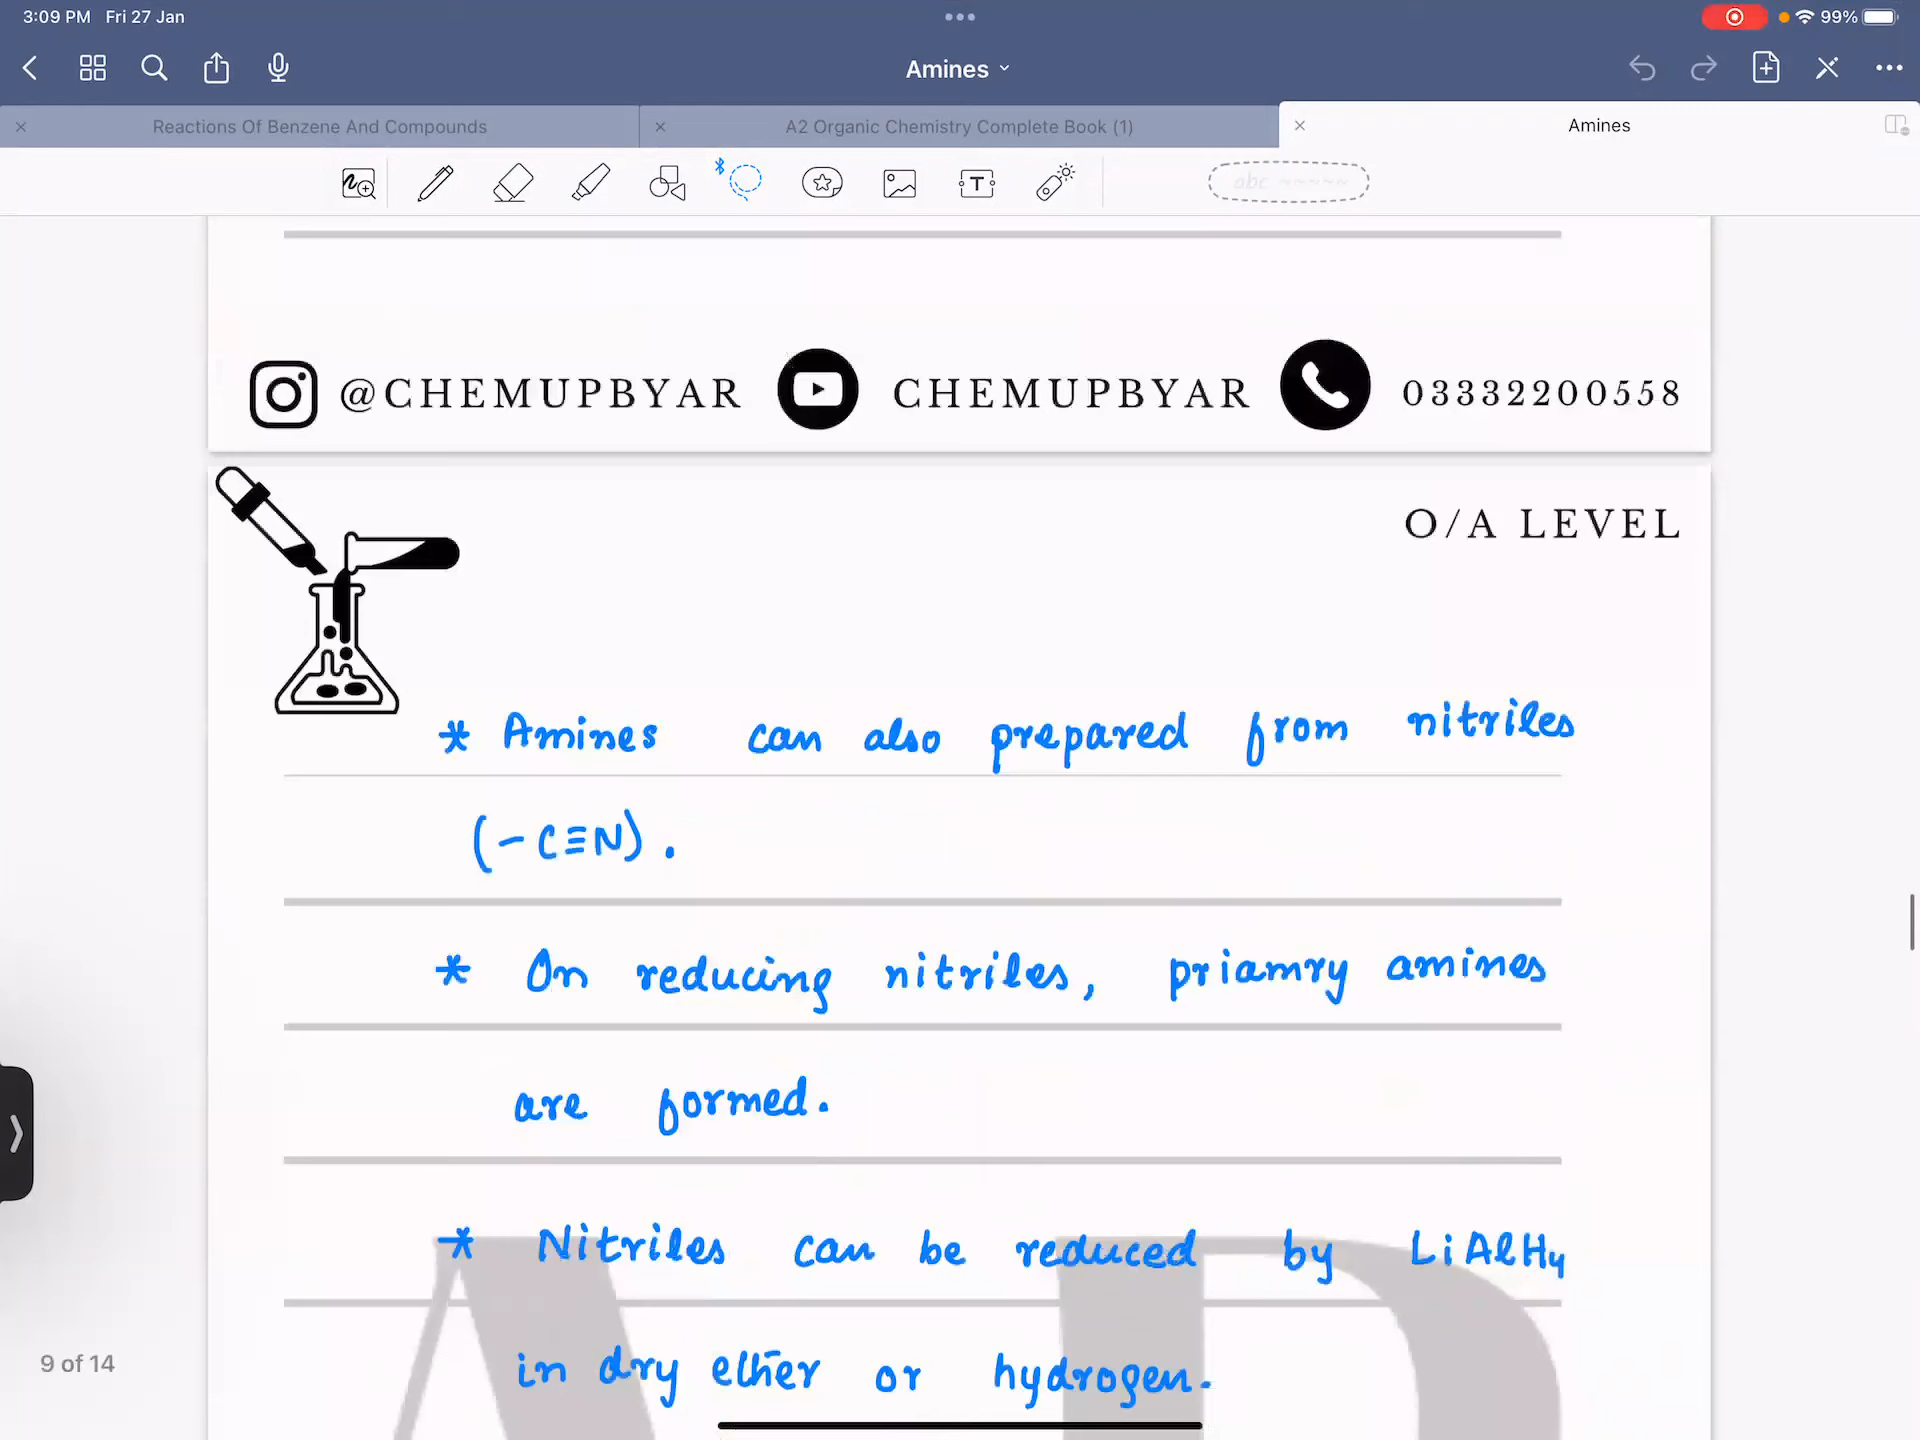 3:09 PM Fri 27 Jan
99%
Amines
Reactions Of Benzene And Compounds
A2 Organic Chemistry Complete Book (1)
Amines
T
abc
@CHEMUPBYAR CHEMUPBYAR 03332200558
O/A LEVEL
* Amines can also prepared from nitriles
(-C≡N).
* On reducing nitriles, priamry amines
are formed.
* Nitriles can be reduced by LiAlH4
in dry ether or hydrogen.
9 of 14